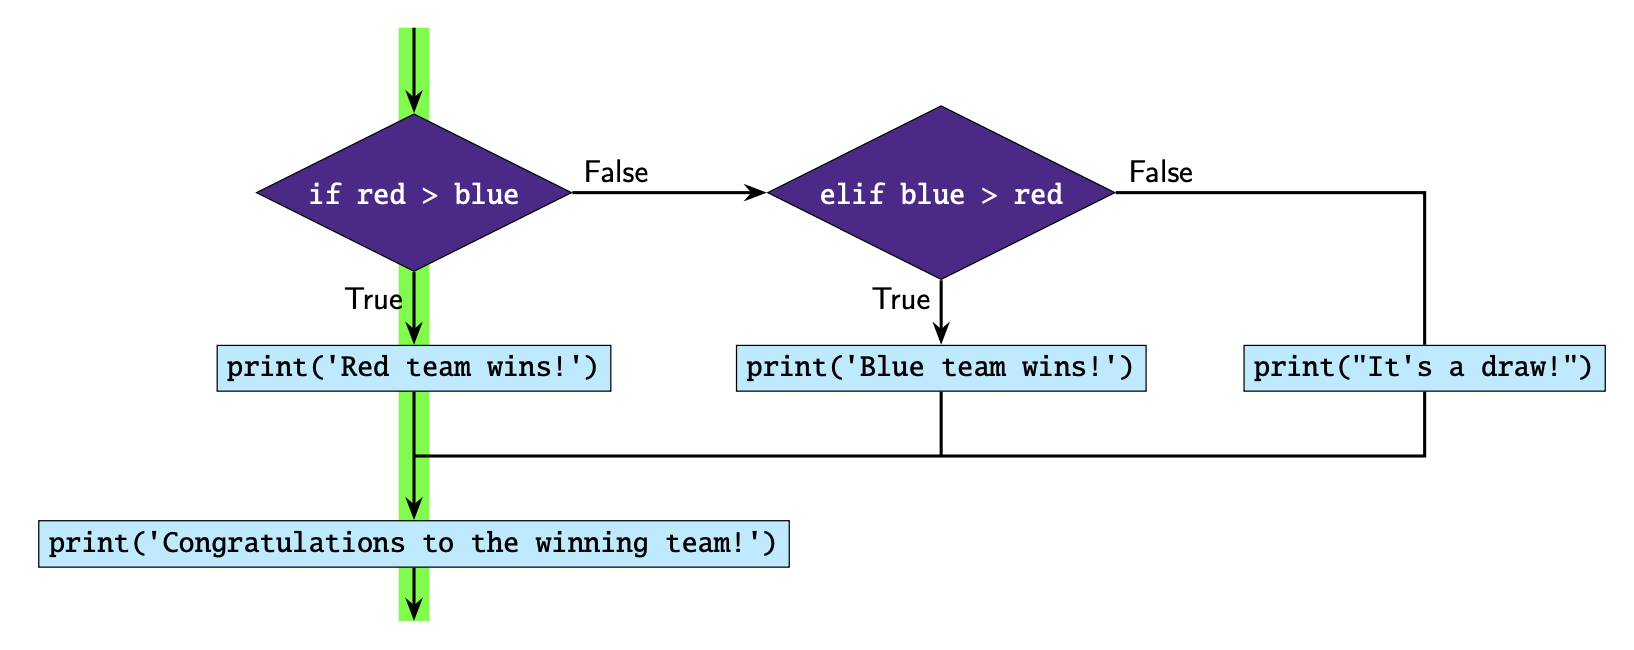 False
False
if red > blue
elif blue > red
True
True
print('Red team wins!')
print('Blue team wins!')
print("It's a draw!")
print('Congratulations to the winning team!')